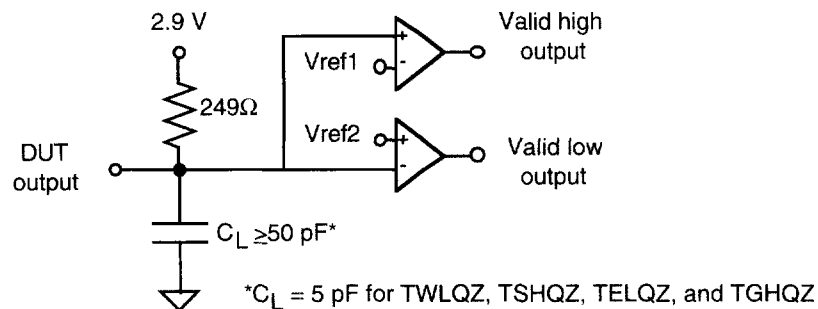 2.9 V
Valid high
output
+
Vref1
-
249Ω
Vref2
+
-
DUT
output
Valid low
output
C_L ≥50 pF*
*C_L = 5 pF for TWLQZ, TSHQZ, TELQZ, and TGHQZ